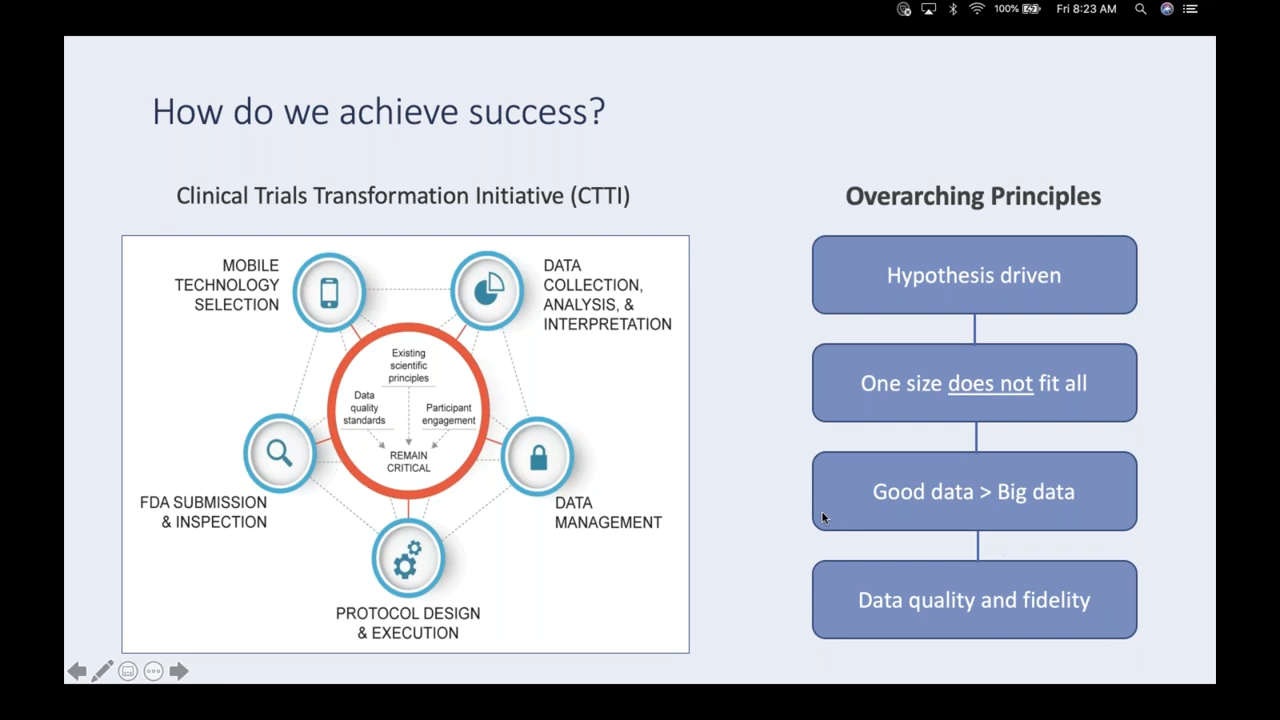 100%
Fri 8:23 AM
How do we achieve success?
Clinical Trials Transformation Initiative (CTTI)
MOBILE
TECHNOLOGY
SELECTION
DATA
COLLECTION,
ANALYSIS, &
INTERPRETATION
Existing
scientific
principles
Data
quality
standards
Participant
engagement
REMAIN
CRITICAL
FDA SUBMISSION
& INSPECTION
DATA
MANAGEMENT
PROTOCOL DESIGN
& EXECUTION
Overarching Principles
Hypothesis driven
One size does not fit all
Good data > Big data
Data quality and fidelity